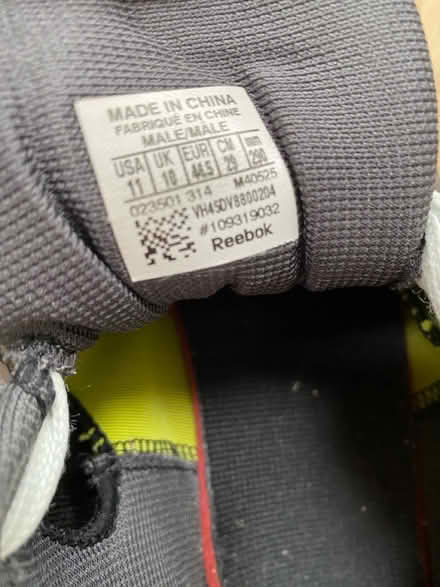 MADE IN CHINA
FABRIQUÉ EN CHINE
MALE/MALE
USA UK EUR CM mm
11 10 44.5 29 290
023501 314 M40525
VH45DV8800204
#109319032
Reebok